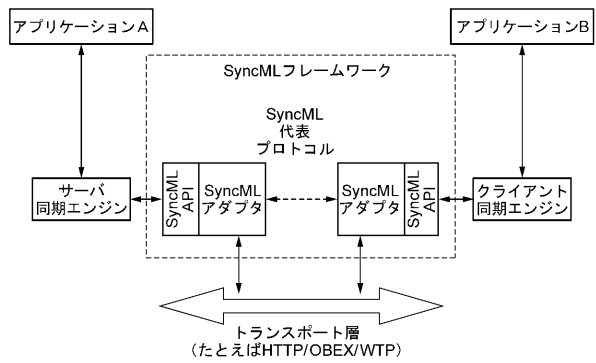 アプリケーションA
アプリケーションB
SyncMLフレームワーク
SyncML
代表
プロトコル
サーバ
同期エンジン
SyncML
API
SyncML
アダプタ
SyncML
アダプタ
SyncML
API
クライアント
同期エンジン
トランスポート層
（たとえばHTTP/OBEX/WTP）